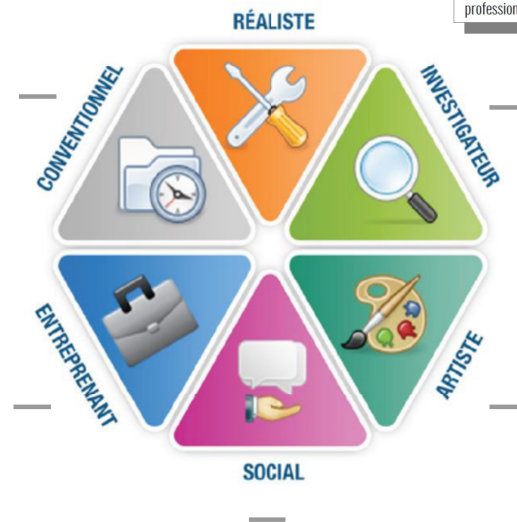 profession
RÉALISTE
CONVENTIONNEL
INVESTIGATEUR
ENTREPRENANT
ARTISTE
SOCIAL